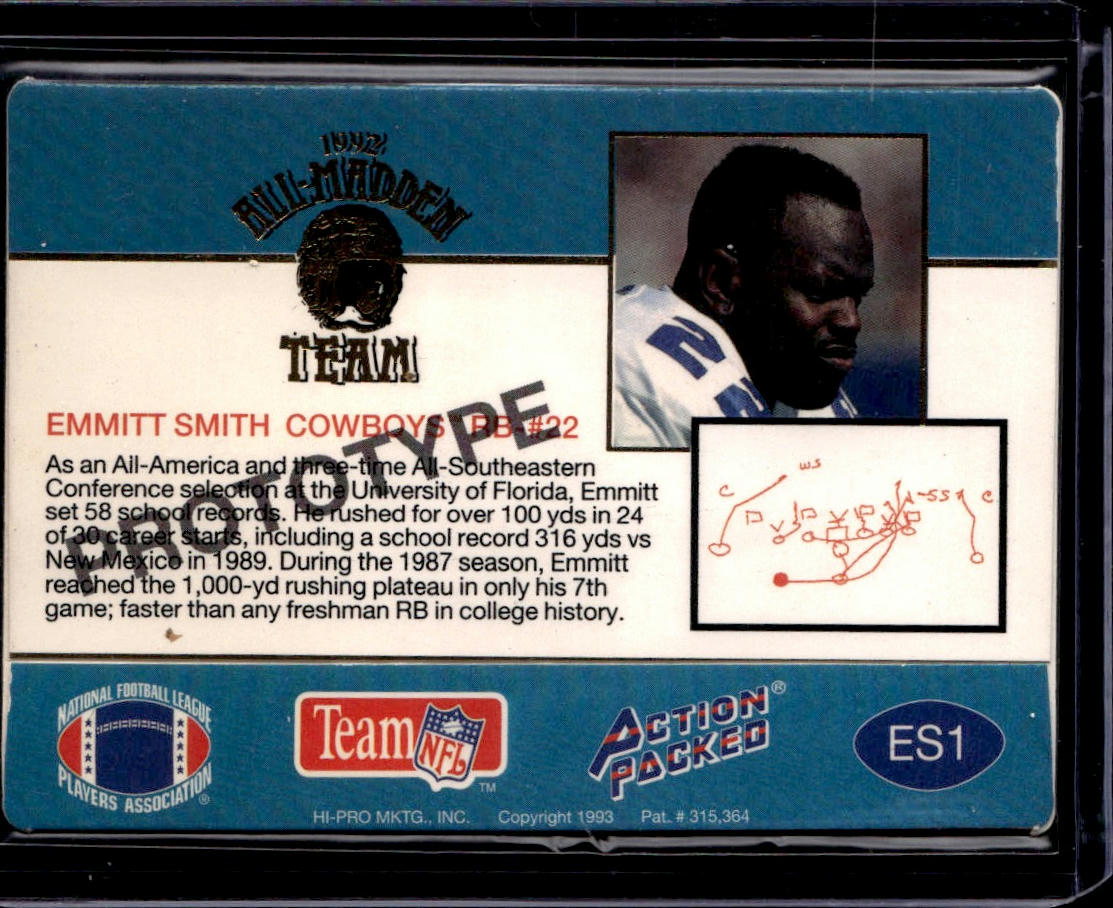 1992
ALL-MADDEN
TEAM
22
EMMITT SMITH COWBOYS RB-#22
PROTOTYPE
As an All-America and three-time All-Southeastern
Conference selection at the University of Florida, Emmitt
set 58 school records. He rushed for over 100 yds in 24
of 30 career starts, including a school record 316 yds vs
New Mexico in 1989. During the 1987 season, Emmitt
reached the 1,000-yd rushing plateau in only his 7th
game; faster than any freshman RB in college history.
WS
C
SS
C
NATIONAL FOOTBALL LEAGUE
PLAYERS ASSOCIATION®
Team NFL™
ACTION PACKED®
ES1
HI-PRO MKTG., INC. Copyright 1993 Pat. # 315,364